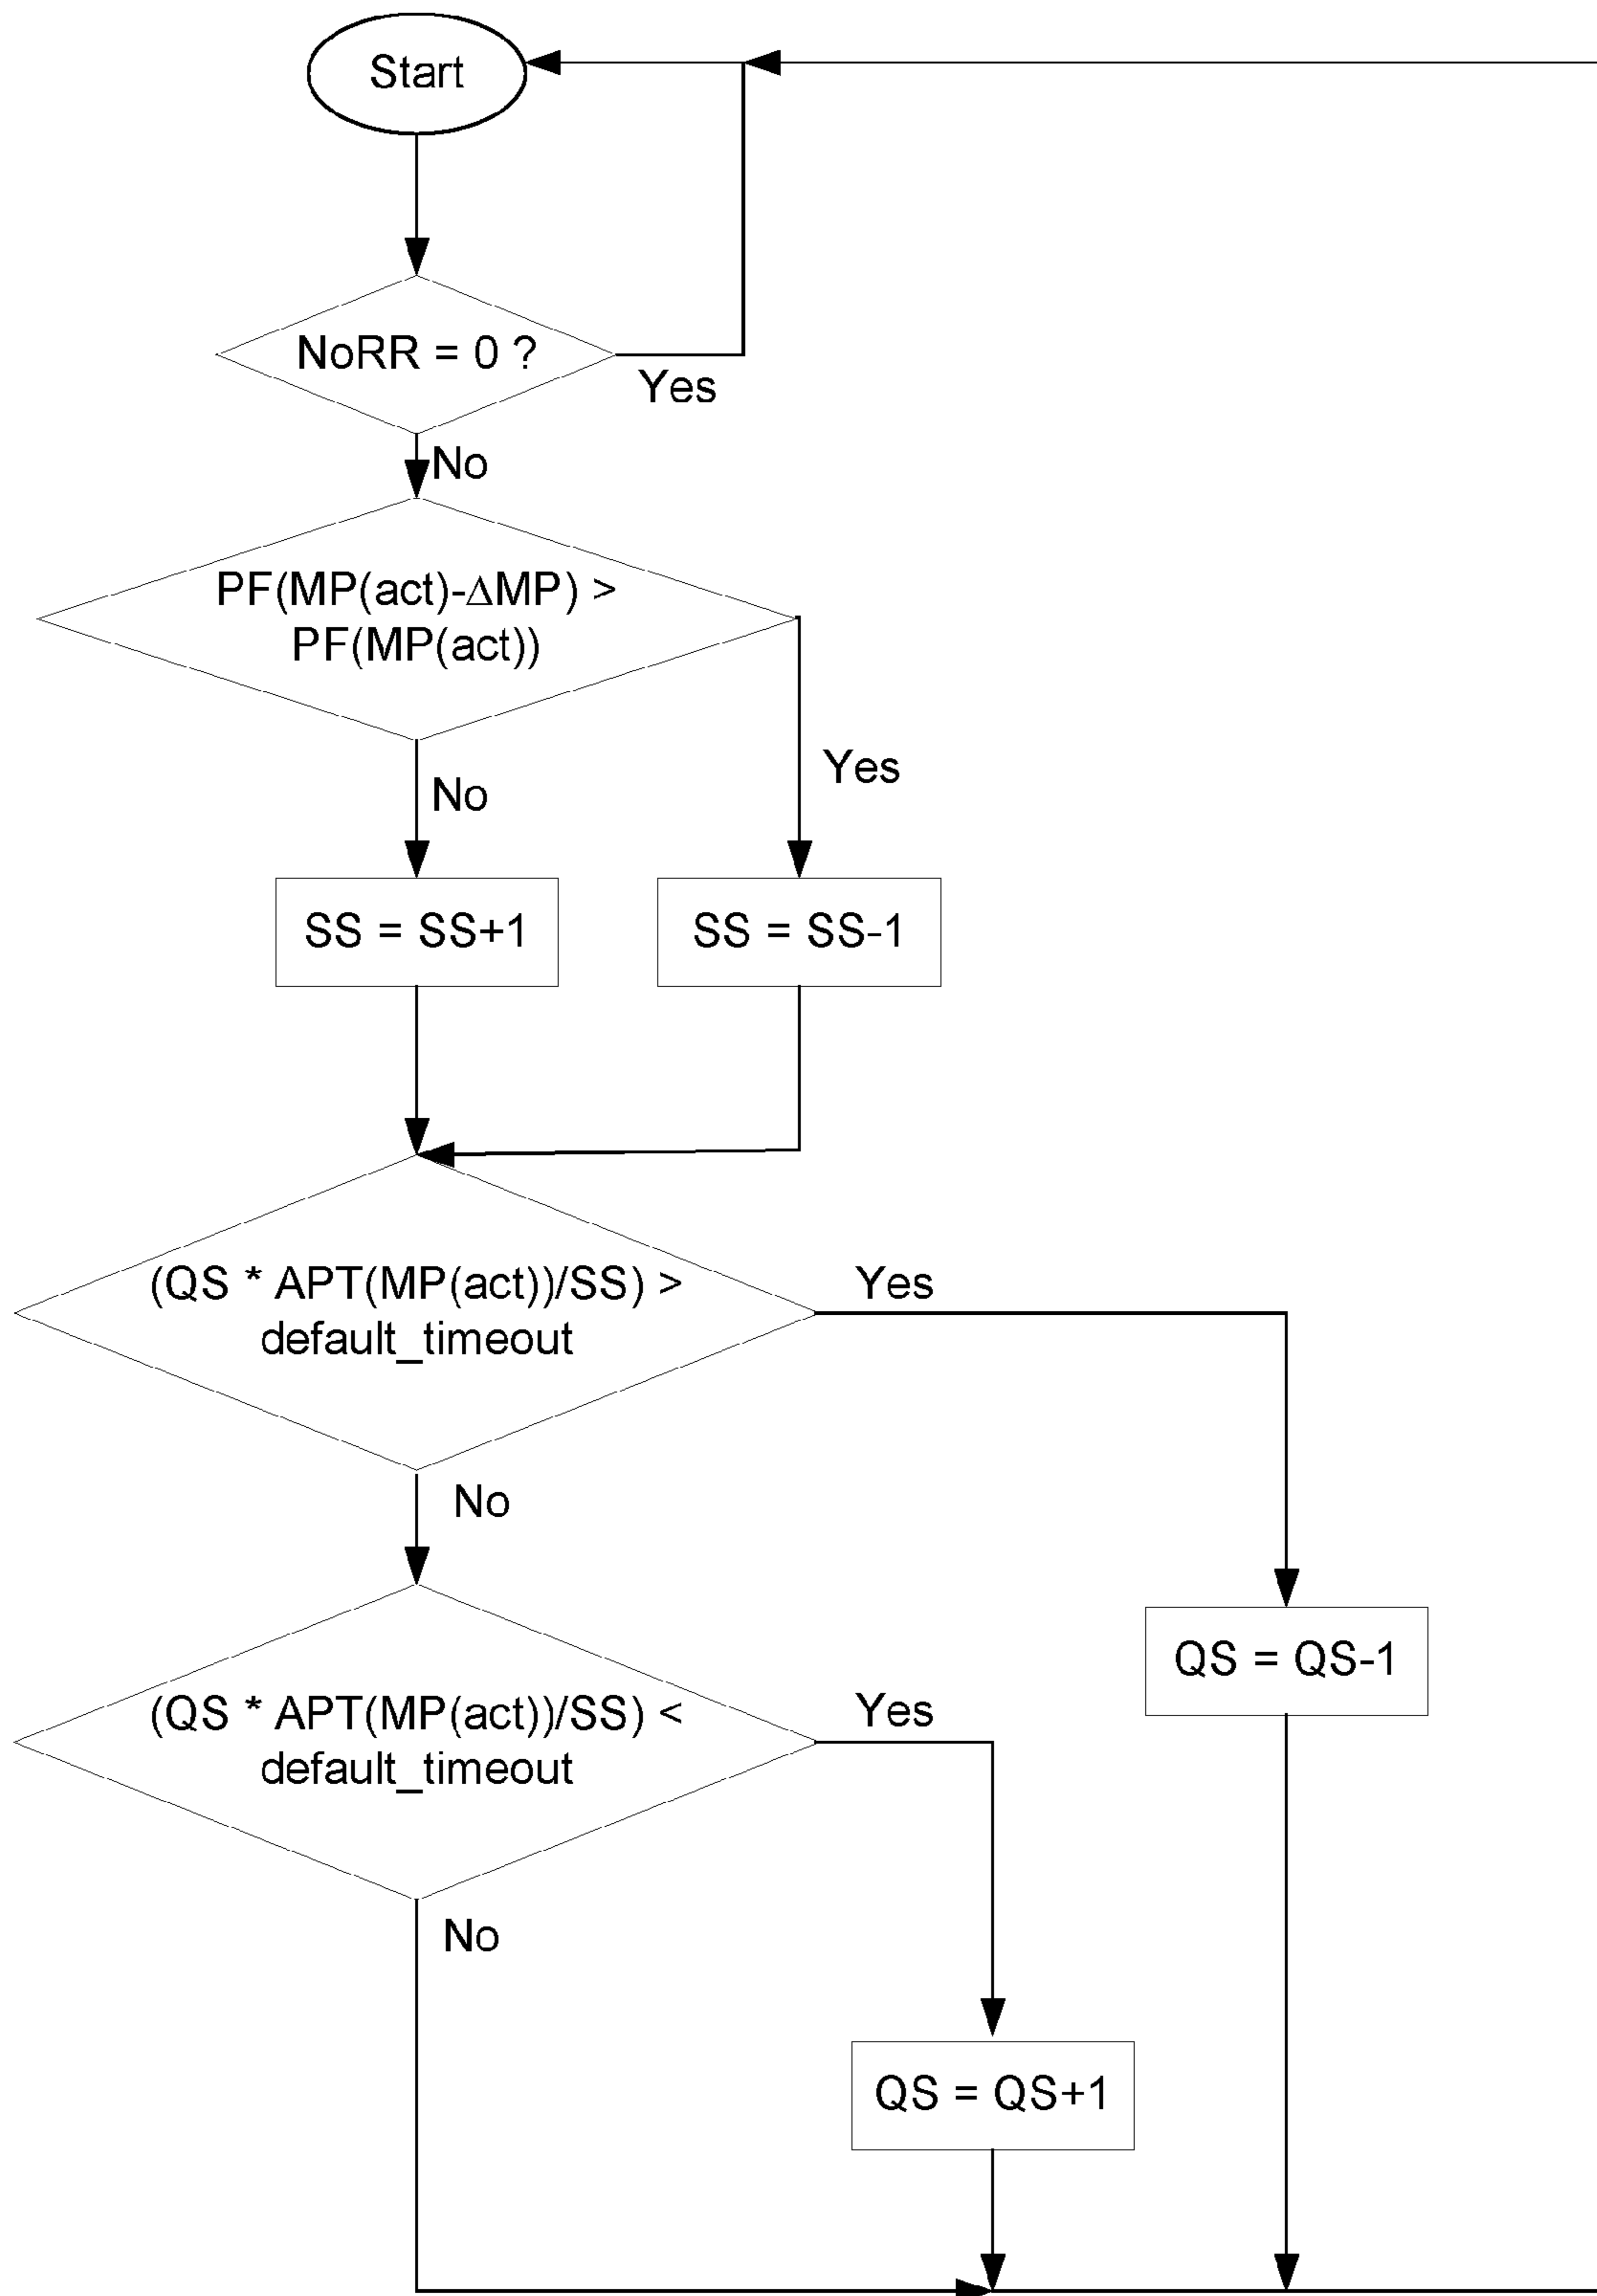 Start
NoRR = 0 ?
Yes
No
PF(MP(act)-∆MP) >
PF(MP(act))
Yes
No
SS = SS+1
SS = SS-1
(QS * APT(MP(act))/SS) >
default_timeout
Yes
No
QS = QS-1
(QS * APT(MP(act))/SS) <
default_timeout
Yes
No
QS = QS+1